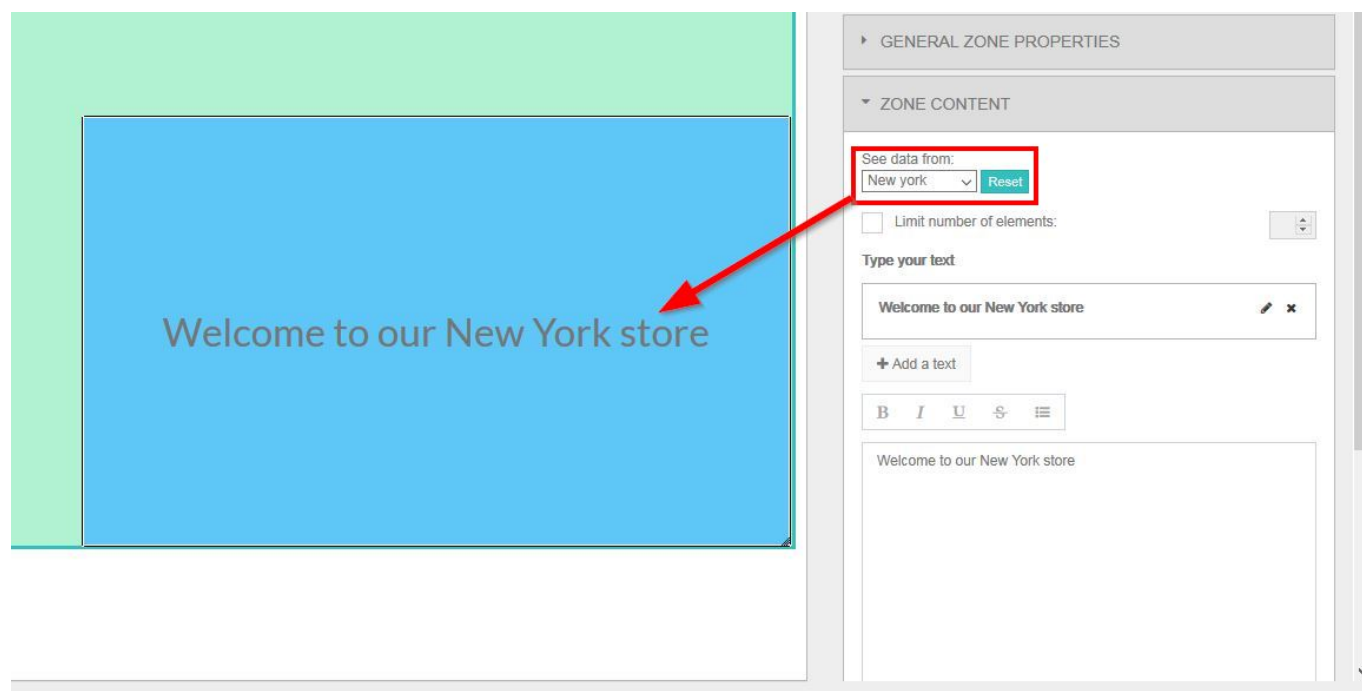 GENERAL ZONE PROPERTIES
ZONE CONTENT
See data from:
New york Reset
Limit number of elements:
Type your text
Welcome to our New York store
+ Add a text
B I U S
Welcome to our New York store
Welcome to our New York store